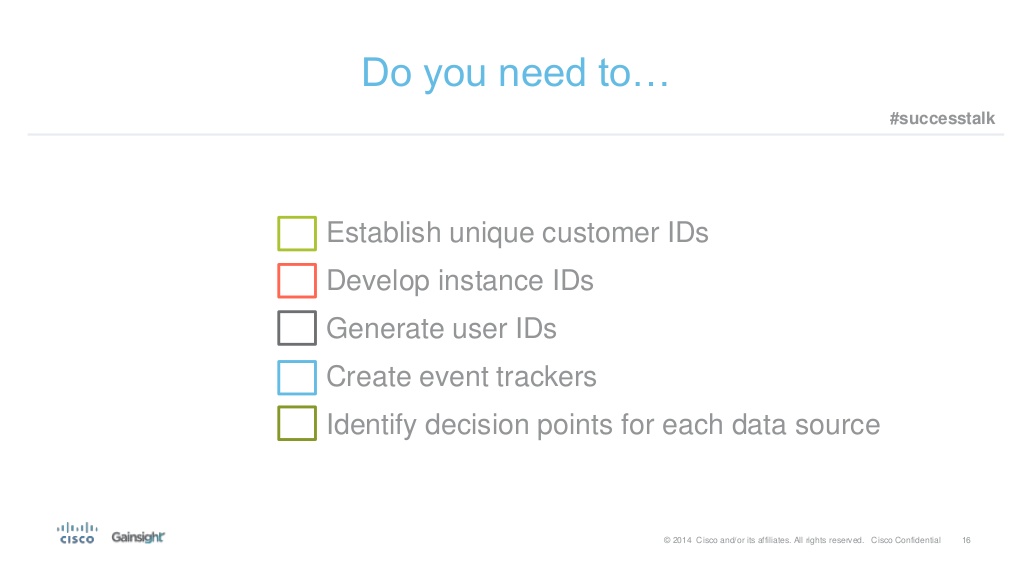 Do you need to…
#successtalk
Establish unique customer IDs
Develop instance IDs
Generate user IDs
Create event trackers
Identify decision points for each data source
CISCO Gainsight © 2014 Cisco and/or its affiliates. All rights reserved. Cisco Confidential 16